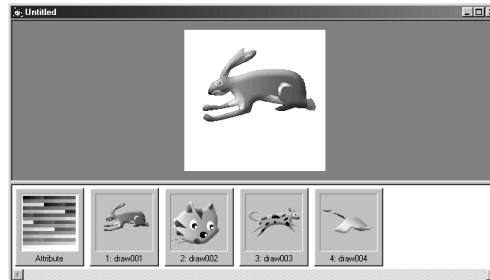 Untitled
Attribute
1: draw001
2: draw002
3: draw003
4: draw004